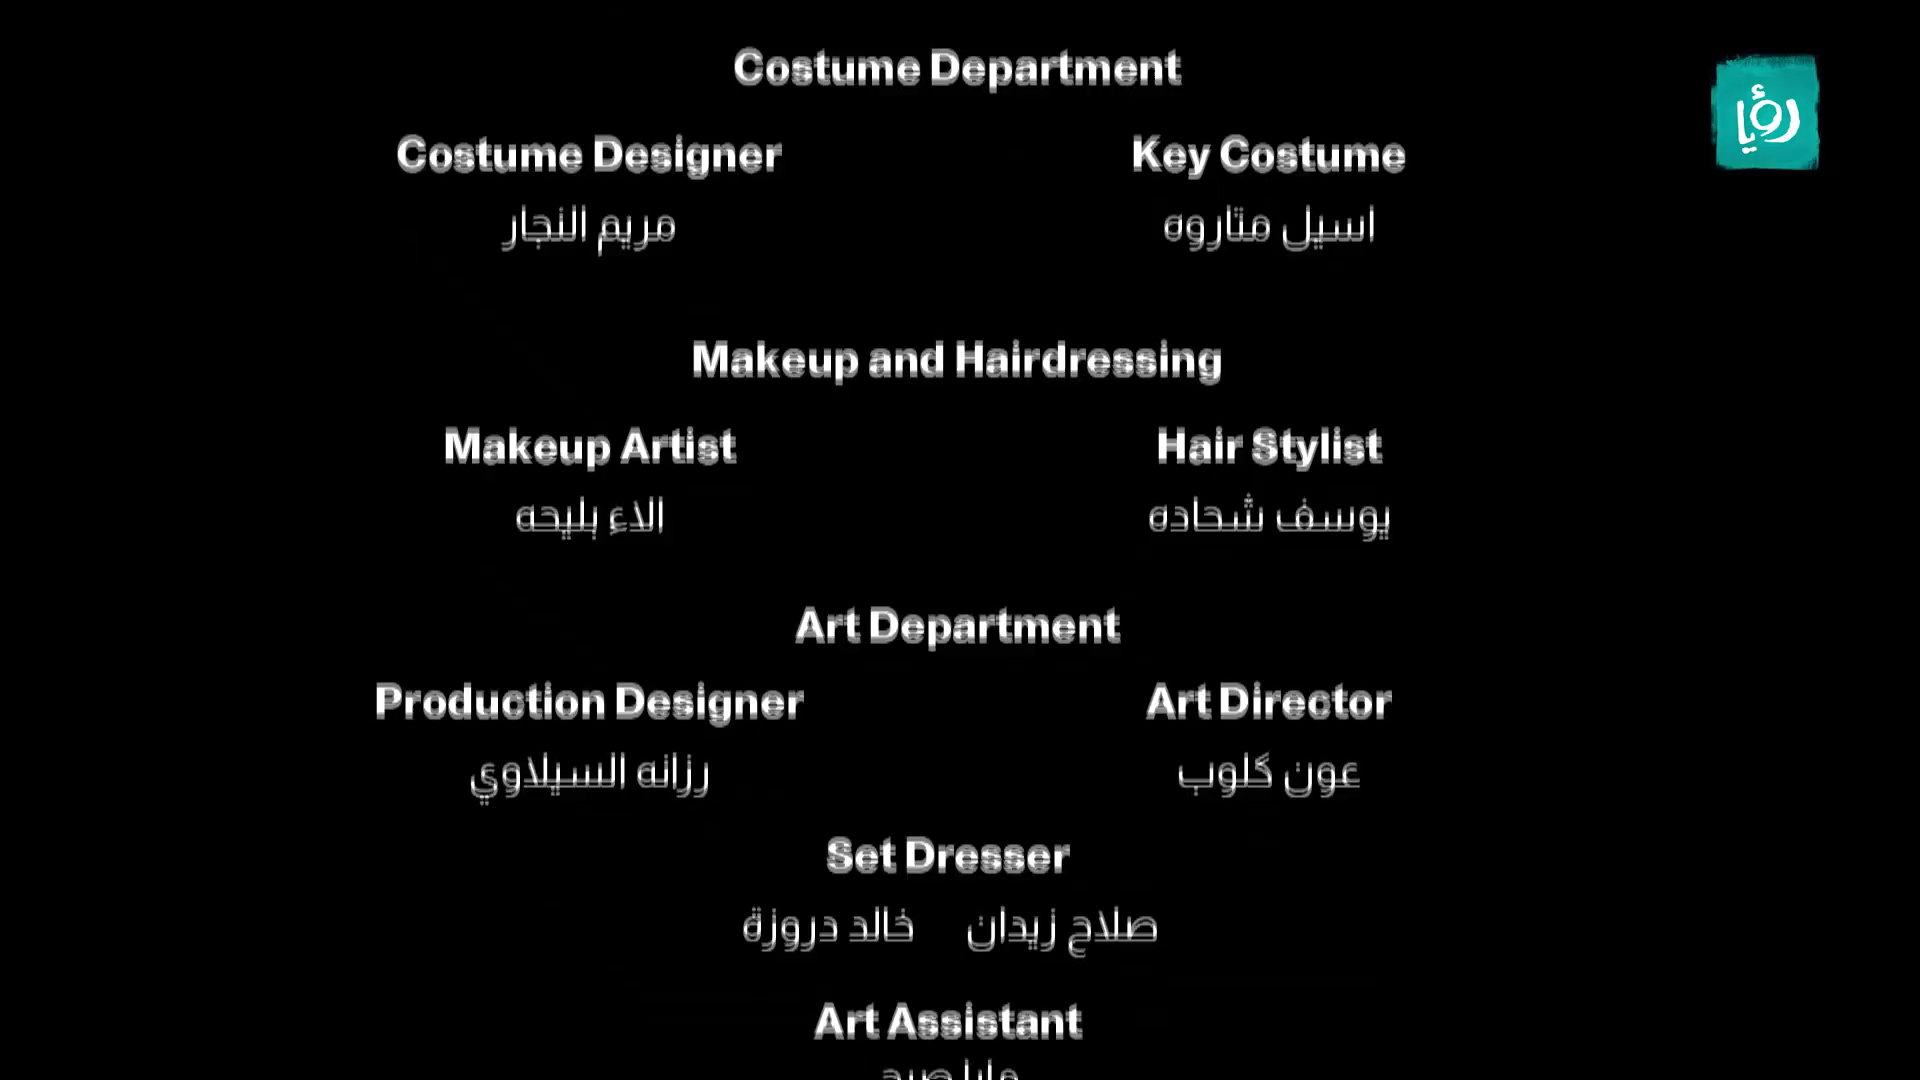 Costume Department
رؤيا
Costume Designer Key Costume
مريم النجار اسيل متاروه
Makeup and Hairdressing
Makeup Artist Hair Stylist
الاء بليحه يوسف شحاده
Art Department
Production Designer Art Director
رزانه السيلاوي عون كلوب
Set Dresser
صلاح زيدان خالد دروزة
Art Assistant